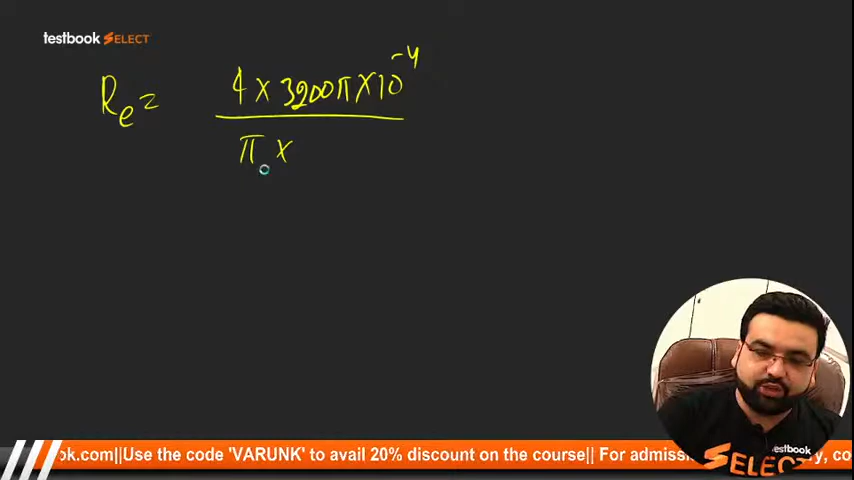 testbook SELECT
Re = 4 × 3200π × 10^-4
π ×
testbook
SELECT
ok.com||Use the code 'VARUNK' to avail 20% discount on the course|| For admiss
y, co